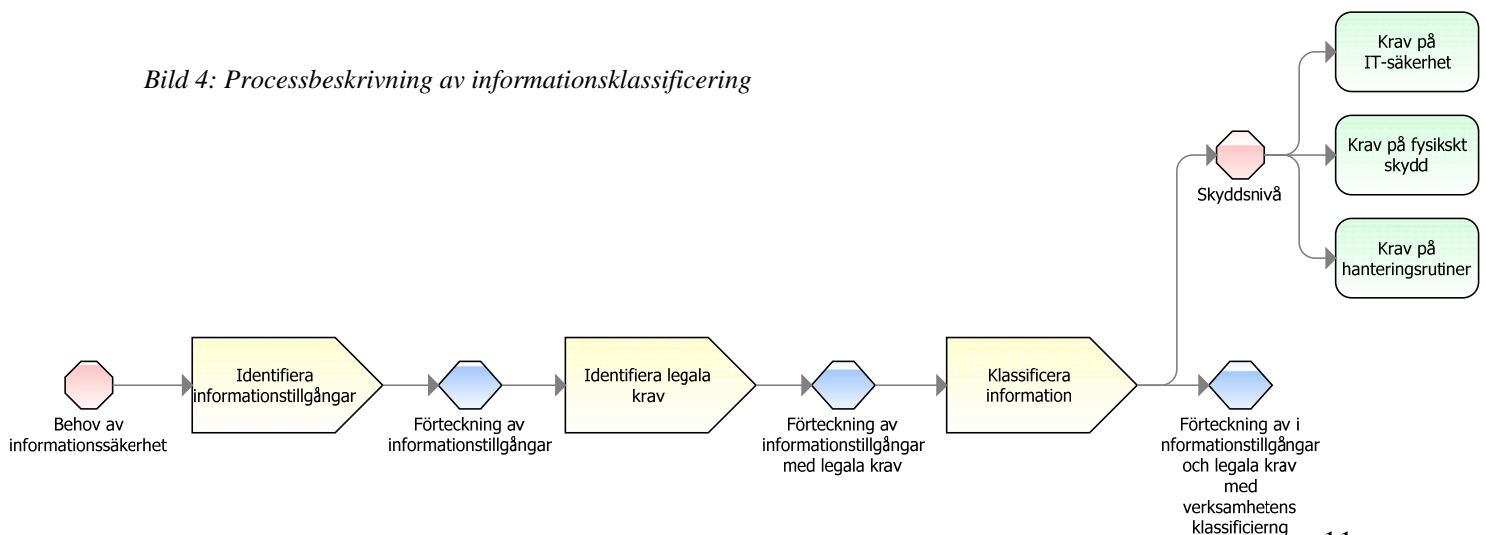 Bild 4: Processbeskrivning av informationsklassificering
Krav på
IT-säkerhet
Krav på fysikskt
skydd
Skyddsnivå
Krav på
hanteringsrutiner
Identifiera
informationstillgångar
Identifiera legala
krav
Klassificera
information
Behov av
informationssäkerhet
Förteckning av
informationstillgångar
Förteckning av
informationstillgångar
med legala krav
Förteckning av i
nformationstillgångar
och legala krav
med
verksamhetens
klassificierng